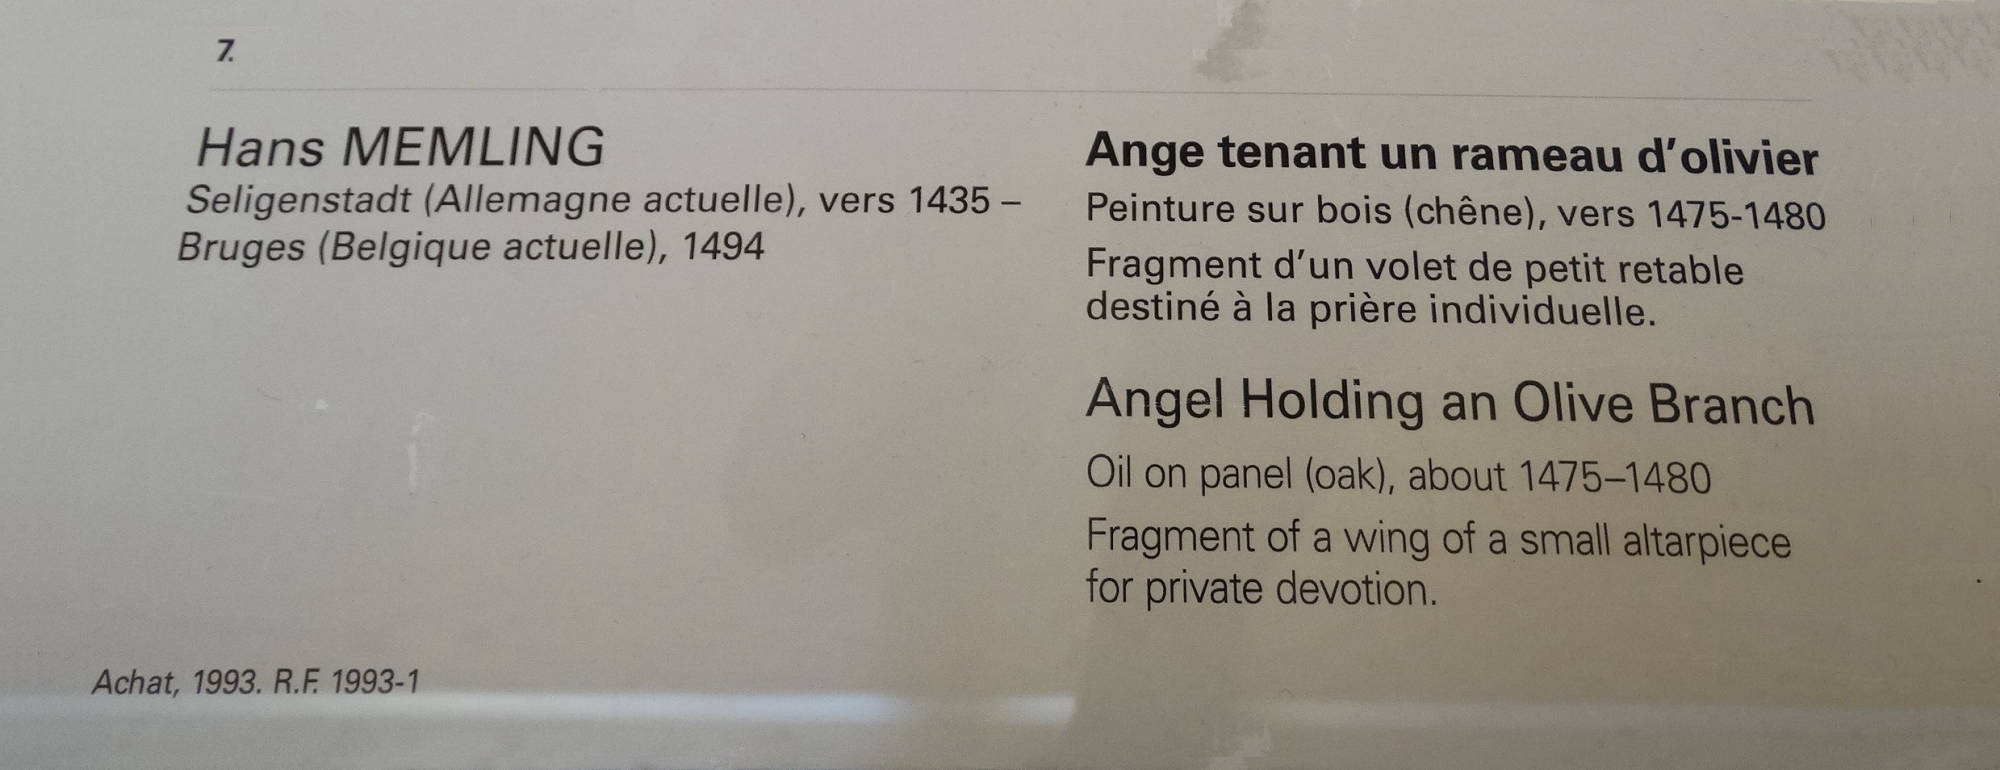 7.
Hans MEMLING
Seligenstadt (Allemagne actuelle), vers 1435 –
Bruges (Belgique actuelle), 1494
Ange tenant un rameau d'olivier
Peinture sur bois (chêne), vers 1475-1480
Fragment d'un volet de petit retable
destiné à la prière individuelle.
Angel Holding an Olive Branch
Oil on panel (oak), about 1475–1480
Fragment of a wing of a small altarpiece
for private devotion.
Achat, 1993. R.F. 1993-1